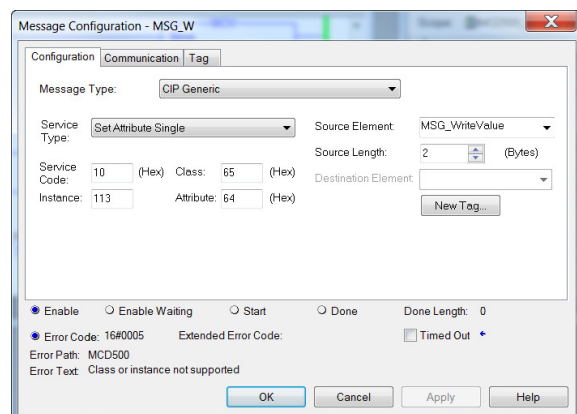 Message Configuration - MSG_W
Configuration Communication Tag
Message Type: CIP Generic
Service Type: Set Attribute Single Source Element: MSG_WriteValue
Source Length: 2 (Bytes)
Service Code: 10 (Hex) Class: 65 (Hex) Destination Element:
Instance: 113 Attribute: 64 (Hex) New Tag...
Enable Enable Waiting Start Done Done Length: 0
Error Code: 16#0005 Extended Error Code: Timed Out
Error Path: MCD500
Error Text: Class or instance not supported
OK Cancel Apply Help